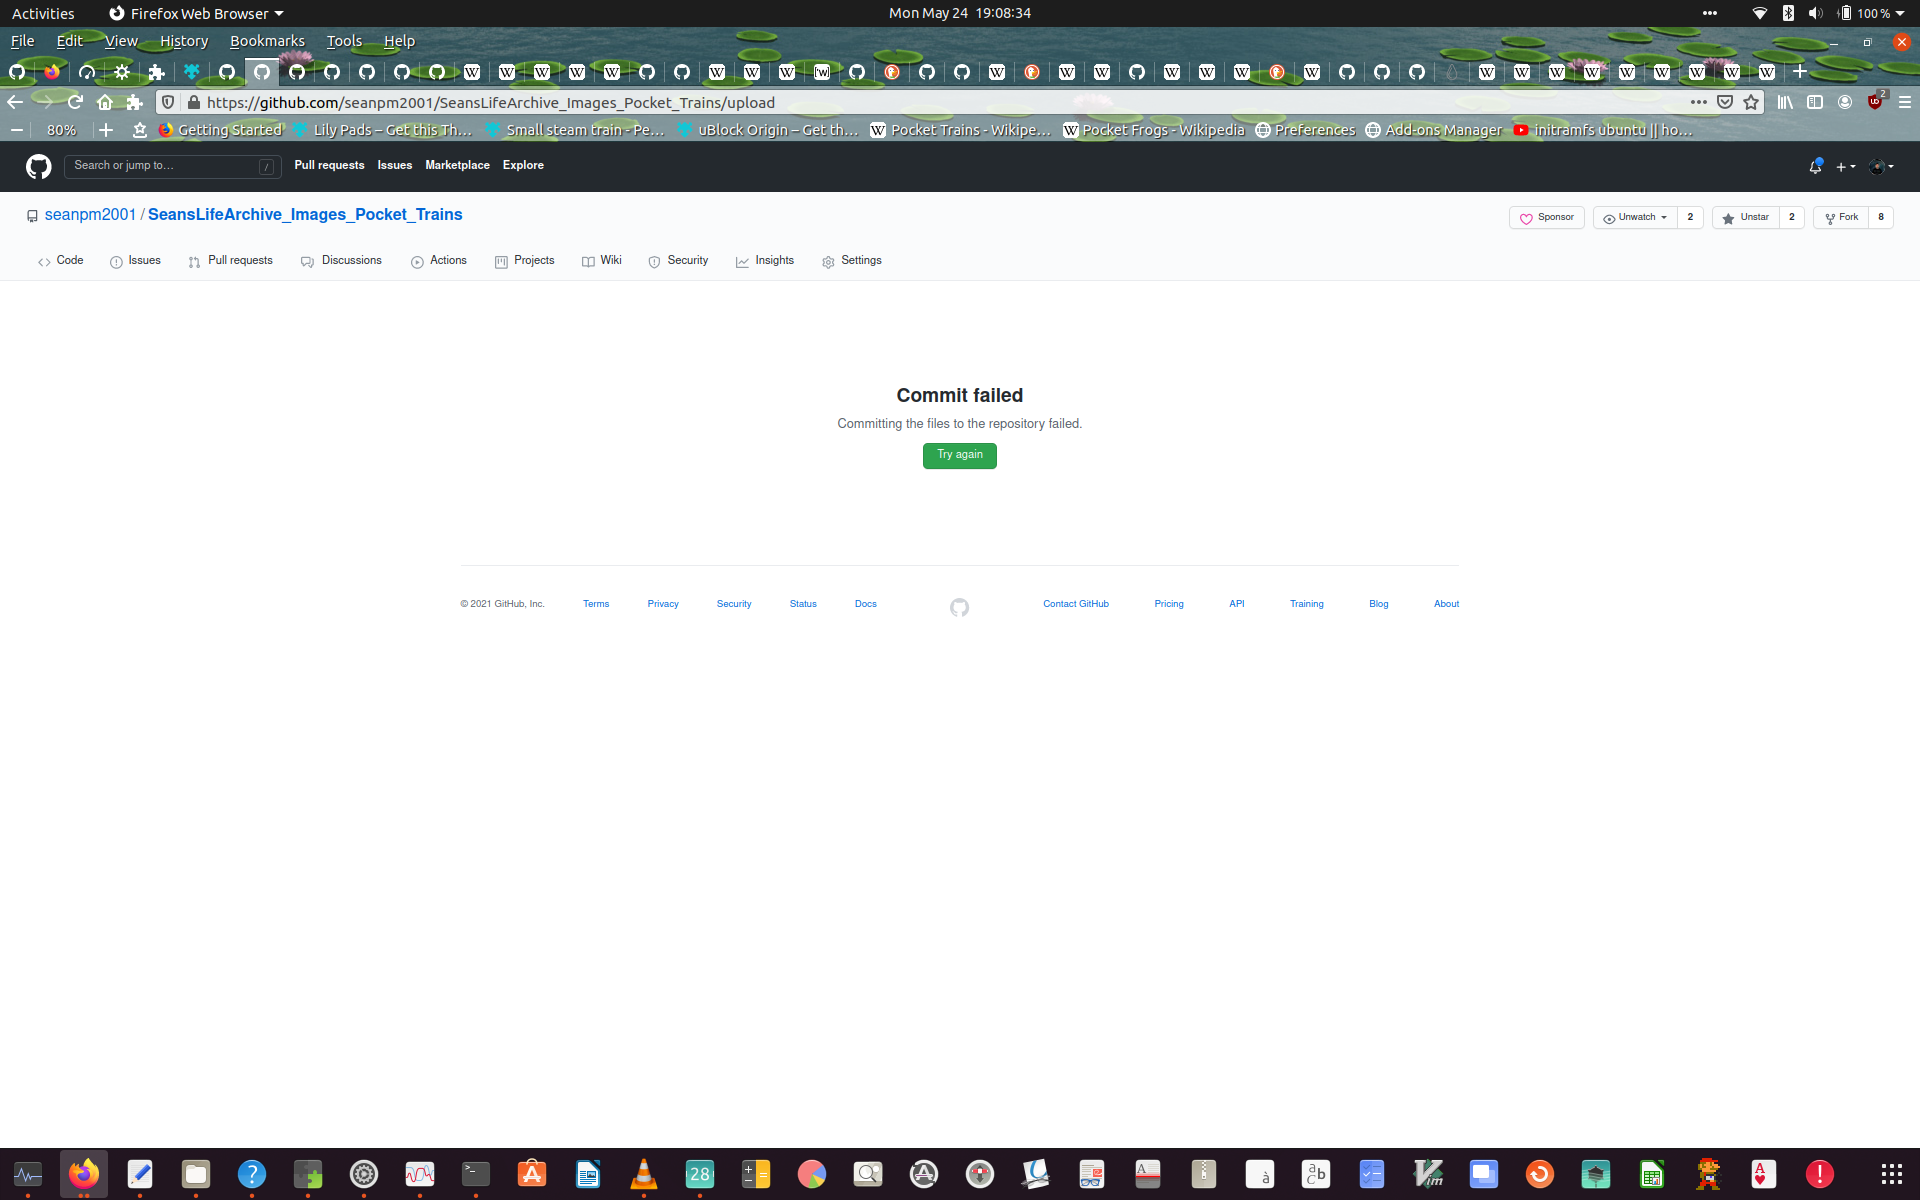 Activities Firefox Web Browser Mon May 24 19:08:34 100 %
File Edit View History Bookmarks Tools Help
https://github.com/seanpm2001/SeansLifeArchive_Images_Pocket_Trains/upload 2
80% Getting Started Lily Pads – Get this Th… Small steam train - Pe… uBlock Origin – Get th… Pocket Trains - Wikipe… Pocket Frogs - Wikipedia Preferences Add-ons Manager initramfs ubuntu || ho…
Search or jump to… / Pull requests Issues Marketplace Explore
seanpm2001 / SeansLifeArchive_Images_Pocket_Trains Sponsor Unwatch 2 Unstar 2 Fork 8
Code Issues Pull requests Discussions Actions Projects Wiki Security Insights Settings
Commit failed
Committing the files to the repository failed.
Try again
© 2021 GitHub, Inc. Terms Privacy Security Status Docs Contact GitHub Pricing API Training Blog About
28